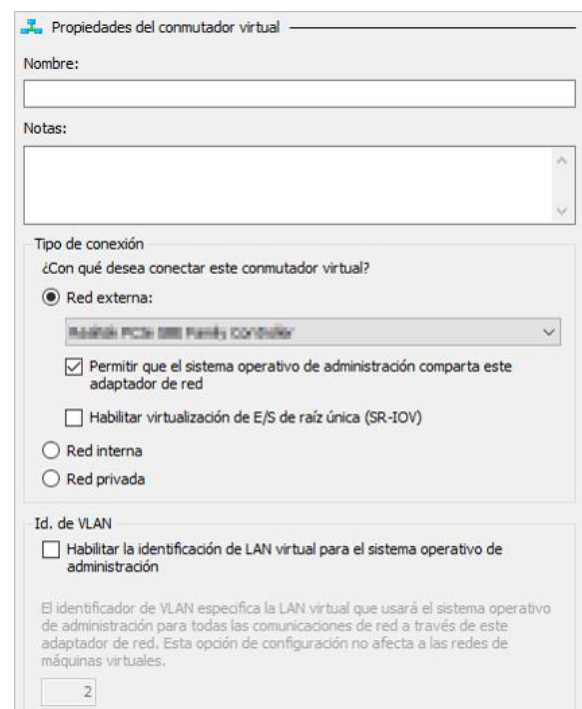 Propiedades del conmutador virtual
Nombre:
Notas:
Tipo de conexión
¿Con qué desea conectar este conmutador virtual?
Red externa:
Permitir que el sistema operativo de administración comparta este
adaptador de red
Habilitar virtualización de E/S de raíz única (SR-IOV)
Red interna
Red privada
Id. de VLAN
Habilitar la identificación de LAN virtual para el sistema operativo de
administración
El identificador de VLAN especifica la LAN virtual que usará el sistema operativo
de administración para todas las comunicaciones de red a través de este
adaptador de red. Esta opción de configuración no afecta a las redes de
máquinas virtuales.
2